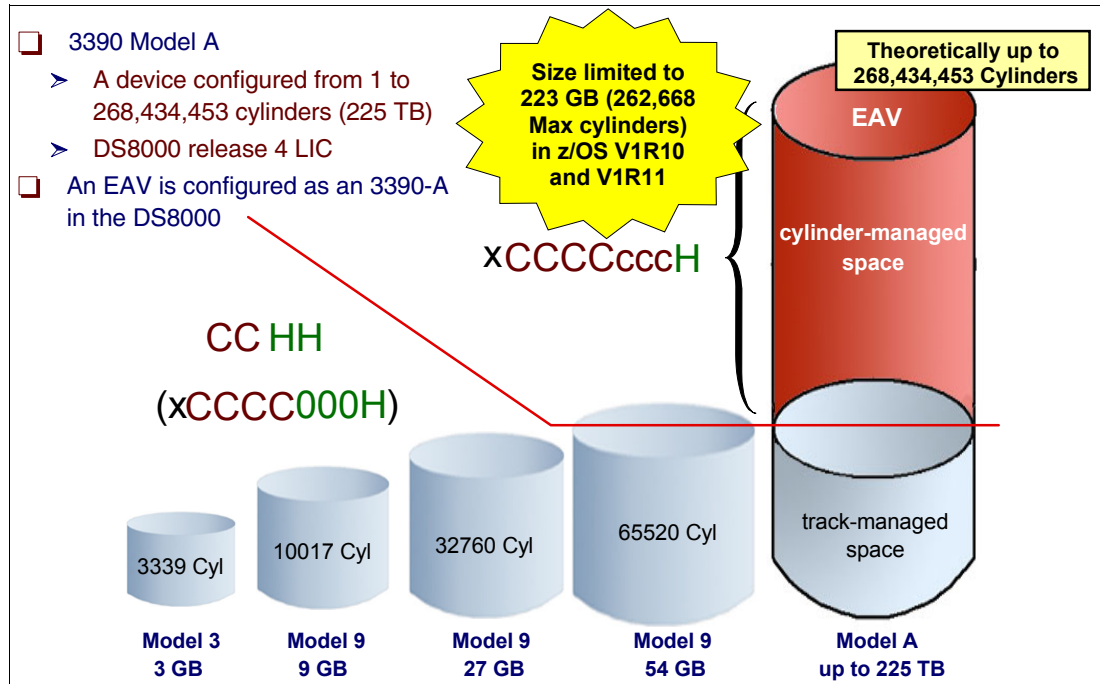 3390 Model A
A device configured from 1 to
268,434,453 cylinders (225 TB)
DS8000 release 4 LIC
An EAV is configured as an 3390-A
in the DS8000
Size limited to
223 GB (262,668
Max cylinders)
in z/OS V1R10
and V1R11
Theoretically up to
268,434,453 Cylinders
EAV
cylinder-managed
space
xCCCCcccH
CC HH
(xCCCC000H)
3339 Cyl
10017 Cyl
32760 Cyl
65520 Cyl
track-managed
space
Model 3
3 GB
Model 9
9 GB
Model 9
27 GB
Model 9
54 GB
Model A
up to 225 TB